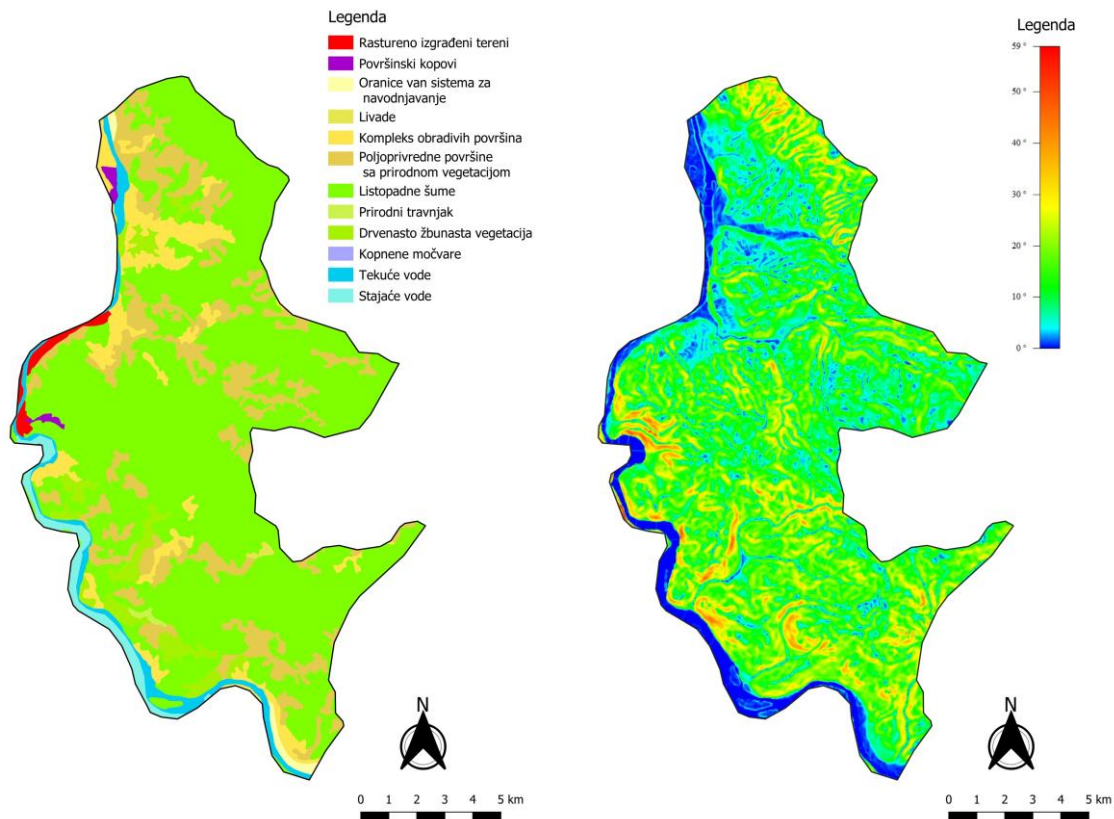 Legenda
Rastureno izgrađeni tereni
Površinski kopovi
Oranice van sistema za
navodnjavanje
Livade
Kompleks obradivih površina
Poljoprivredne površine
sa prirodnom vegetacijom
Listopadne šume
Prirodni travnjak
Drvenasto žbunasta vegetacija
Kopnene močvare
Tekuće vode
Stajaće vode
N
0 1 2 3 4 5 km
Legenda
59 °
50 °
40 °
30 °
20 °
10 °
0 °
N
0 1 2 3 4 5 km